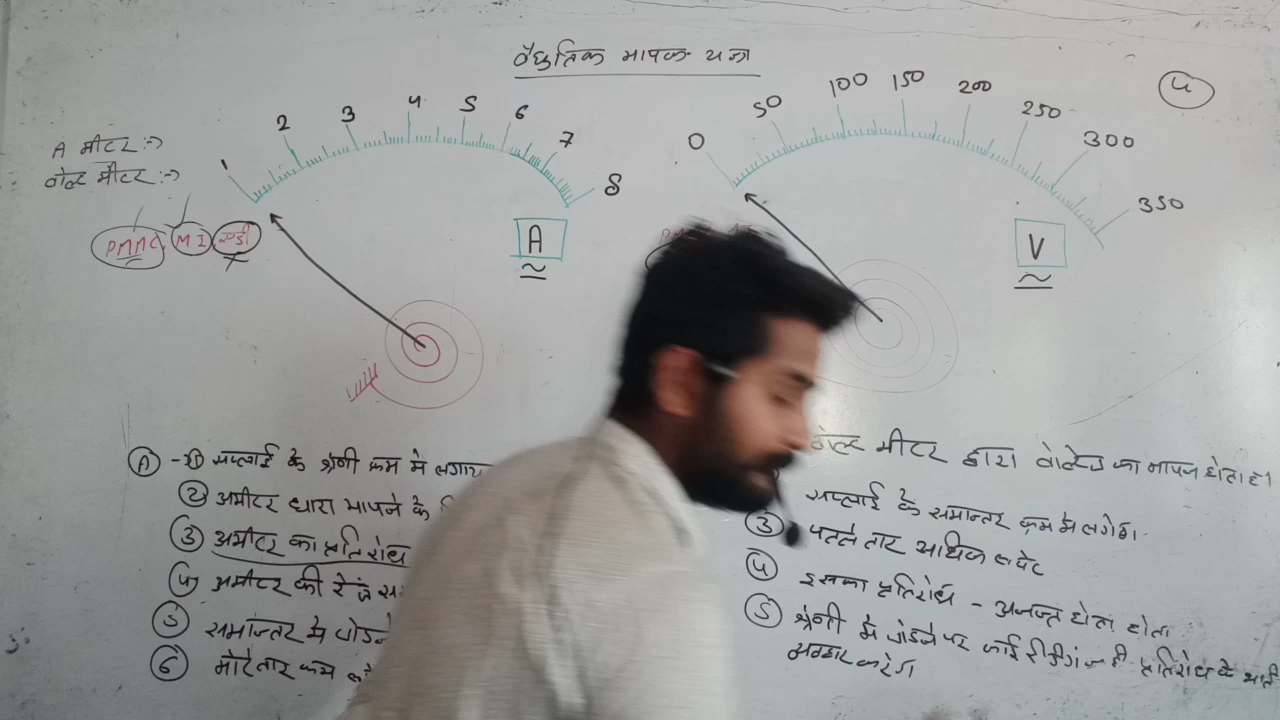 वैधुतिक मापक यन्त्र
4
A मीटर :->
वोल्ट मीटर :->
PMMC, MI
1 2 3 4 5 6 7 8
A
0 50 100 150 200 250 300 350
V
A -① सप्लाई के श्रेणी क्रम मे लगाय
② अमीटर धारा मापने के
③ अमीटर का प्रतिरोध
④ अमीटर की रेंज
⑤ समान्तर मे जोडने
⑥ मोटे तार कम
वोल्ट मीटर द्वारा वोल्टेज का मापन होता है।
सप्लाई के समान्तर क्रम मे लगेगा
③ पतले तार अधिक लपेट
④ इसका प्रतिरोध - अनन्त होता होता
⑤ श्रेणी मे जोडने पर कोई रीडींग नही प्रतिरोध के
करेगा